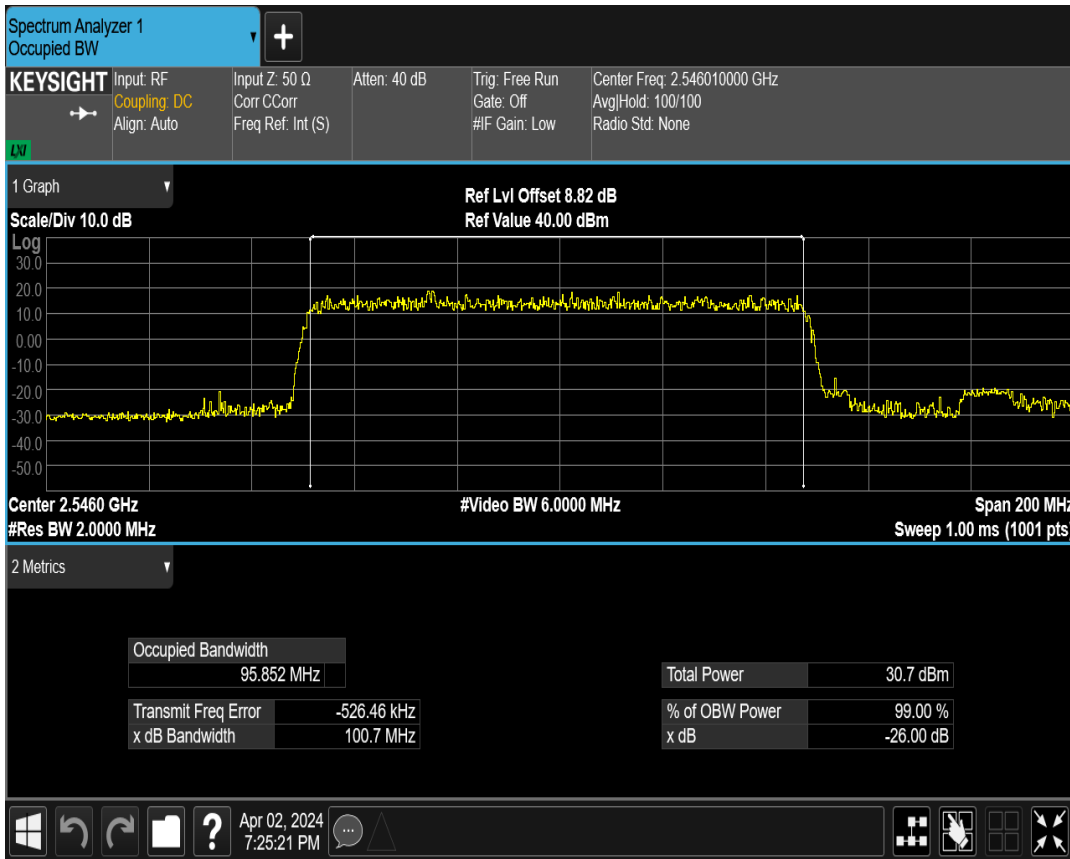 Spectrum Analyzer 1
Occupied BW
+
KEYSIGHT
LXI
Input: RF
Coupling: DC
Align: Auto
Input Z: 50 Ω
Corr CCorr
Freq Ref: Int (S)
Atten: 40 dB
Trig: Free Run
Gate: Off
#IF Gain: Low
Center Freq: 2.546010000 GHz
Avg|Hold: 100/100
Radio Std: None
1 Graph
Ref Lvl Offset 8.82 dB
Scale/Div 10.0 dB
Ref Value 40.00 dBm
Log
30.0
20.0
10.0
0.00
-10.0
-20.0
-30.0
-40.0
-50.0
Center 2.5460 GHz
#Video BW 6.0000 MHz
Span 200 MHz
#Res BW 2.0000 MHz
Sweep 1.00 ms (1001 pts)
2 Metrics
Occupied Bandwidth
95.852 MHz
Total Power 30.7 dBm
Transmit Freq Error -526.46 kHz
% of OBW Power 99.00 %
x dB Bandwidth 100.7 MHz
x dB -26.00 dB
?
Apr 02, 2024
7:25:21 PM